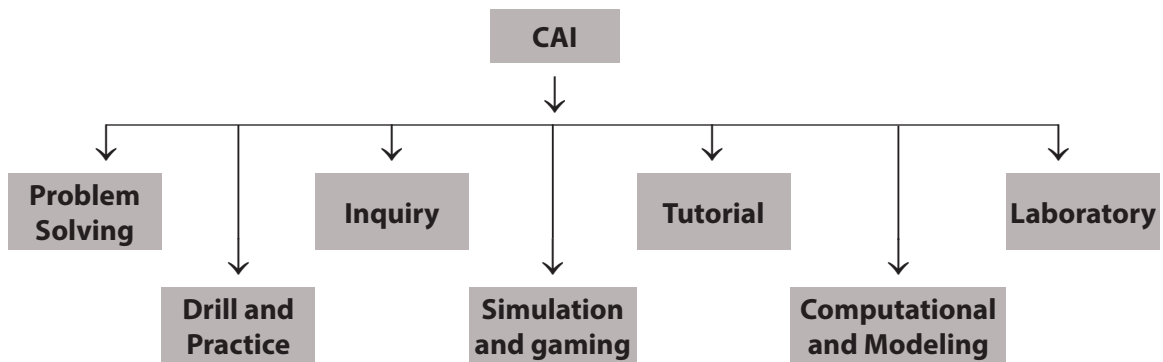 CAI
Problem
Solving
Inquiry
Tutorial
Laboratory
Drill and
Practice
Simulation
and gaming
Computational
and Modeling